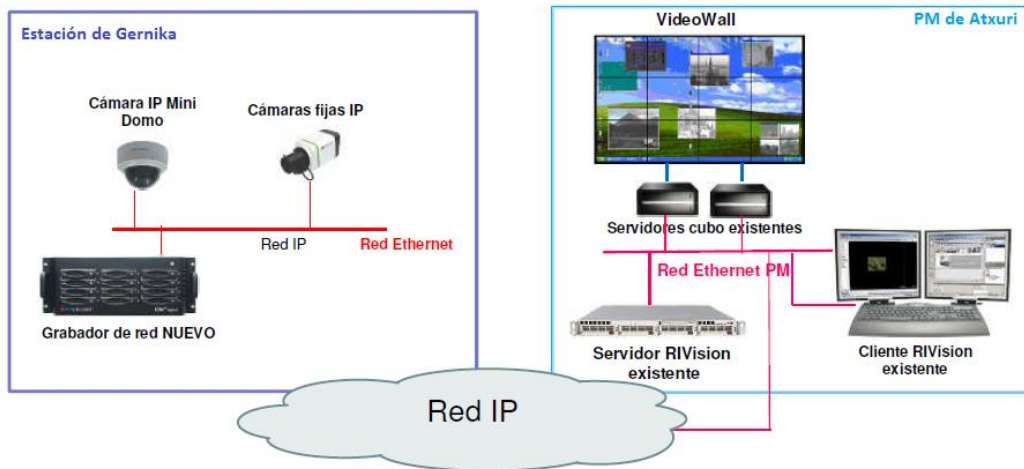 Estación de Gernika
Cámara IP Mini
Domo
Cámaras fijas IP
Red IP
Red Ethernet
Grabador de red NUEVO
VideoWall
PM de Atxuri
Servidores cubo existentes
Red Ethernet PM
Servidor RIVision
existente
Cliente RIVision
existente
Red IP